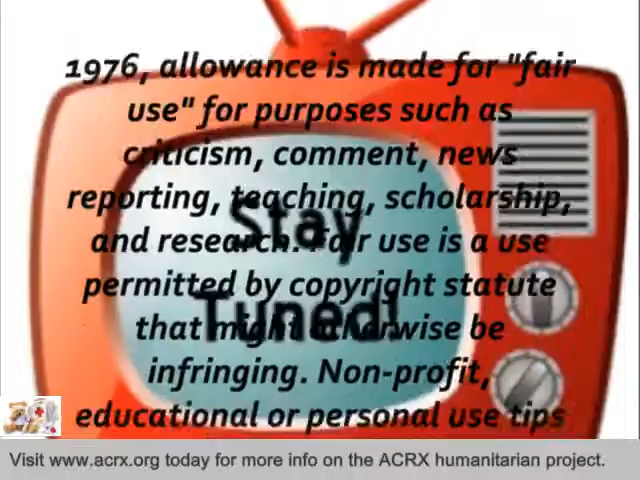 1976, allowance is made for "fair
use" for purposes such as
criticism, comment, news
reporting, teaching, scholarship,
and research. Fair use is a use
permitted by copyright statute
that might otherwise be
infringing. Non-profit,
educational or personal use tips
Stay
Tuned!
Visit www.acrx.org today for more info on the ACRX humanitarian project.